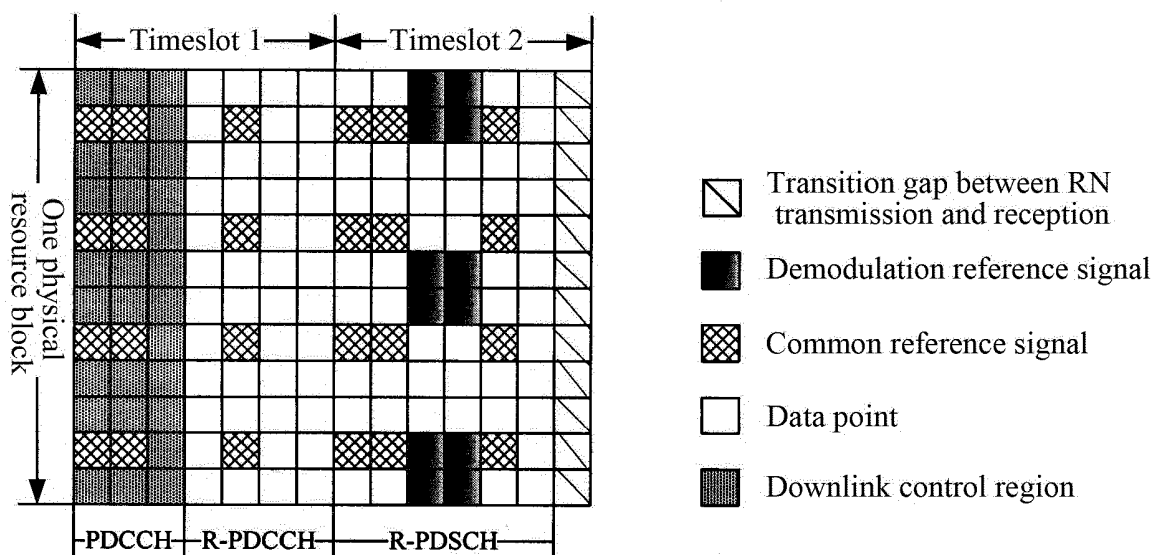 Timeslot 1
Timeslot 2
One physical
resource block
Transition gap between RN
transmission and reception
Demodulation reference signal
Common reference signal
Data point
Downlink control region
PDCCH
R-PDCCH
R-PDSCH